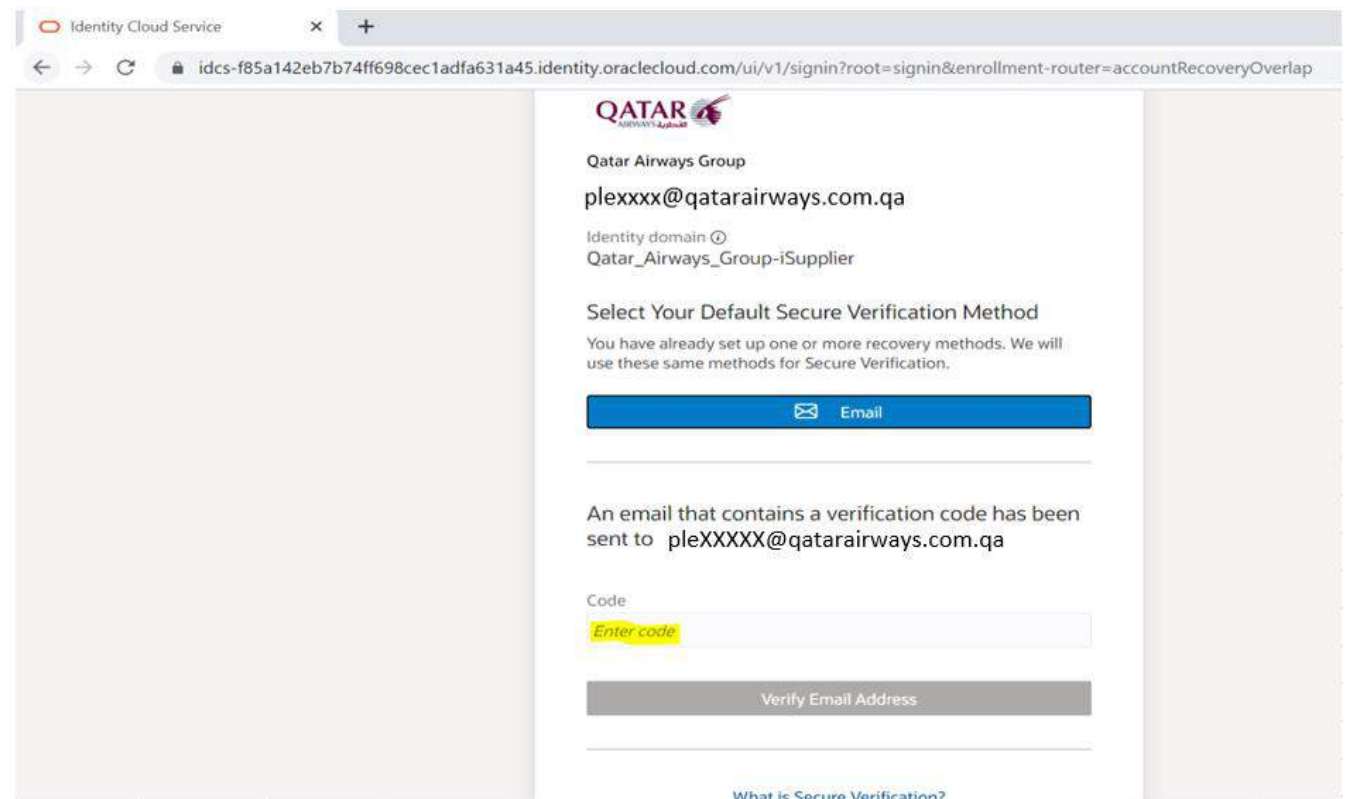 Identity Cloud Service
idcs-f85a142eb7b74ff698cec1adfa631a45.identity.oraclecloud.com/ui/v1/signin?root=signin&enrollment-router=accountRecoveryOverlap
QATAR
AIRWAYS القطرية
Qatar Airways Group
plexxxx@qatarairways.com.qa
Identity domain
Qatar_Airways_Group-iSupplier
Select Your Default Secure Verification Method
You have already set up one or more recovery methods. We will
use these same methods for Secure Verification.
Email
An email that contains a verification code has been
sent to pleXXXXX@qatarairways.com.qa
Code
Enter code
Verify Email Address
What is Secure Verification?